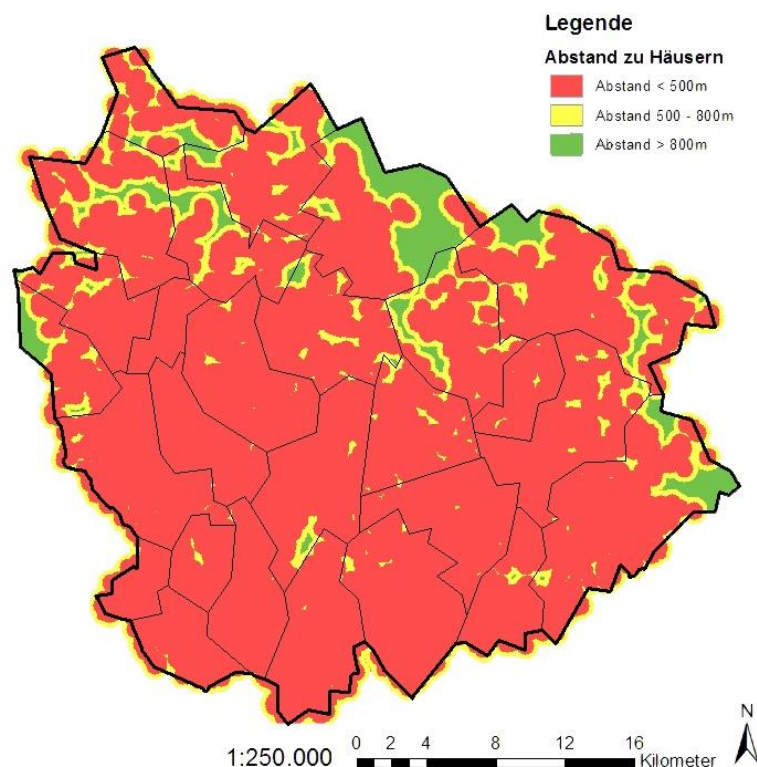 Legende
Abstand zu Häusern
Abstand < 500m
Abstand 500 - 800m
Abstand > 800m
N
1:250.000
0 2 4 8 12 16
Kilometer